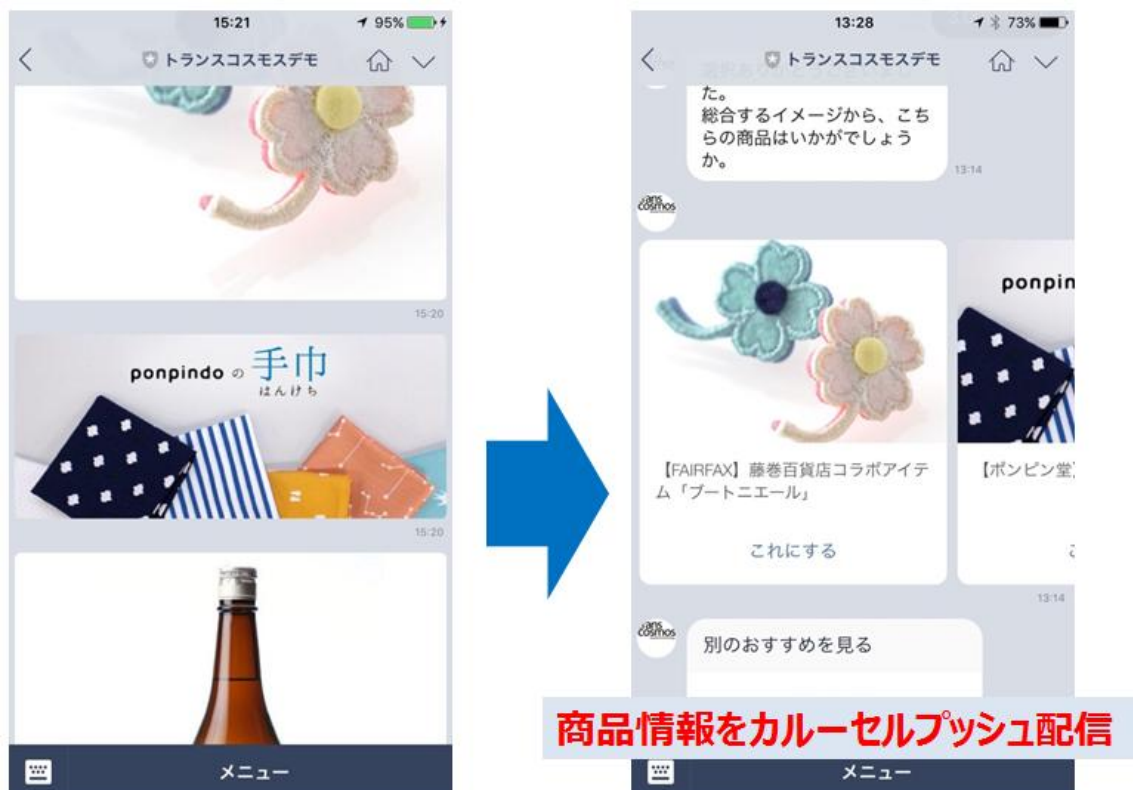 15:21
95%
トランスコスモスデモ
15:20
ponpindo の 手巾
はんけち
15:20
メニュー
13:28
73%
トランスコスモスデモ
た。
総合するイメージから、こち
らの商品はいかがでしょう
か。
13:14
ans
cosmos
【FAIRFAX】藤巻百貨店コラボアイテ
ム「ブートニエール」
これにする
ponpin
【ポンピン堂】
13:14
ans
cosmos
別のおすすめを見る
商品情報をカルーセルプッシュ配信
メニュー